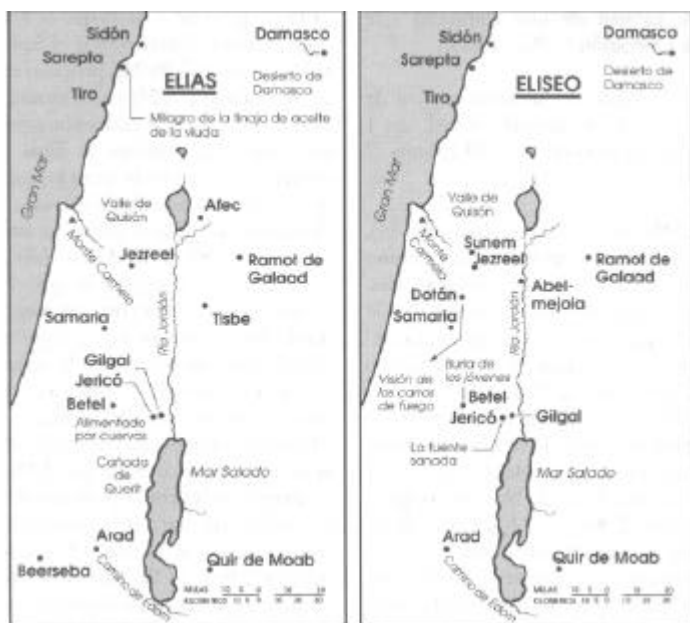 Sidón
Damasco
Sarepta
ELIAS
Desierto de
Damasco
Tiro
Milagro de la tinaja de aceite
de la viuda
Gran Mar
Valle de
Quisón
Afec
Monte Carmelo
Jezreel
Ramot de
Galaad
Tisbe
Samaria
Río Jordán
Gilgal
Jericó
Betel
Alimentado
por cuervos
Cañada
de
Querit
Mar Salado
Arad
Beerseba
Quir de Moab
Camino de Edom
MILLAS
KILOMETROS
Sidón
Damasco
Sarepta
ELISEO
Desierto de
Damasco
Tiro
Gran Mar
Valle de
Quisón
Monte
Carmelo
Sunem
Jezreel
Ramot de
Galaad
Abel-
mejola
Dotán
Samaria
Río Jordán
Visión de
los carros
de fuego
Burla de
los jóvenes
Betel
Jericó
Gilgal
La fuente
sanada
Mar Salado
Arad
Quir de Moab
Camino de Edom
MILLAS
KILOMETROS